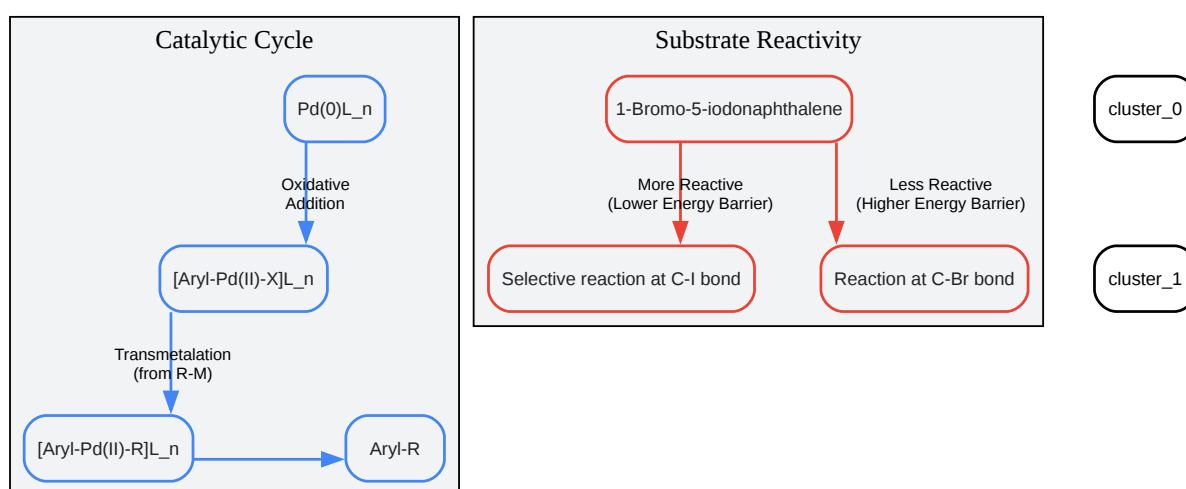 Catalytic Cycle
Pd(0)L_n
Oxidative
Addition
[Aryl-Pd(II)-X]L_n
Transmetalation
(from R-M)
[Aryl-Pd(II)-R]L_n
Aryl-R
Substrate Reactivity
1-Bromo-5-iodonaphthalene
More Reactive
(Lower Energy Barrier)
Less Reactive
(Higher Energy Barrier)
Selective reaction at C-I bond
Reaction at C-Br bond
cluster_0
cluster_1